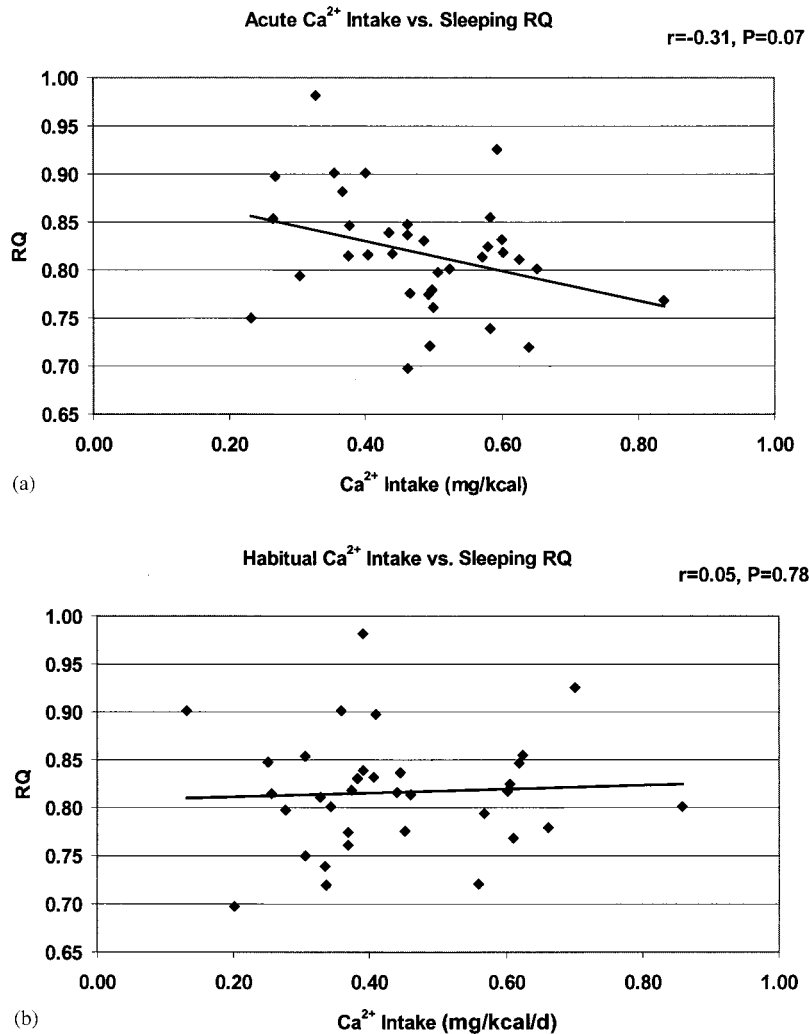 Acute Ca²⁺ Intake vs. Sleeping RQ
r=-0.31, P=0.07
1.00
0.95
0.90
0.85
RQ
0.80
0.75
0.70
0.65
0.00 0.20 0.40 0.60 0.80 1.00
(a)
Ca²⁺ Intake (mg/kcal)
Habitual Ca²⁺ Intake vs. Sleeping RQ
r=0.05, P=0.78
1.00
0.95
0.90
0.85
RQ
0.80
0.75
0.70
0.65
0.00 0.20 0.40 0.60 0.80 1.00
(b)
Ca²⁺ Intake (mg/kcal/d)